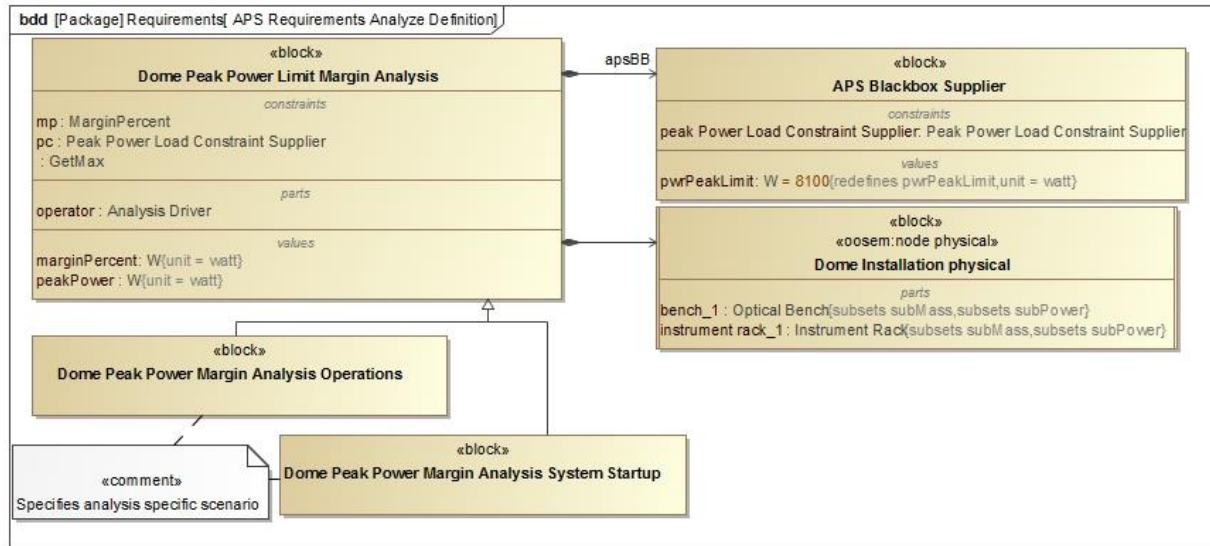 bdd [Package] Requirements[ APS Requirements Analyze Definition]
«block»
Dome Peak Power Limit Margin Analysis
constraints
mp : MarginPercent
pc : Peak Power Load Constraint Supplier
: GetMax
parts
operator : Analysis Driver
values
marginPercent: W{unit = watt}
peakPower : W{unit = watt}
apsBB
«block»
APS Blackbox Supplier
constraints
peak Power Load Constraint Supplier: Peak Power Load Constraint Supplier
values
pwrPeakLimit: W = 8100{redefines pwrPeakLimit,unit = watt}
«block»
«oosem:node physical»
Dome Installation physical
parts
bench_1 : Optical Bench{subsets subMass,subsets subPower}
instrument rack_1 : Instrument Rack{subsets subMass,subsets subPower}
«block»
Dome Peak Power Margin Analysis Operations
«block»
Dome Peak Power Margin Analysis System Startup
«comment»
Specifies analysis specific scenario